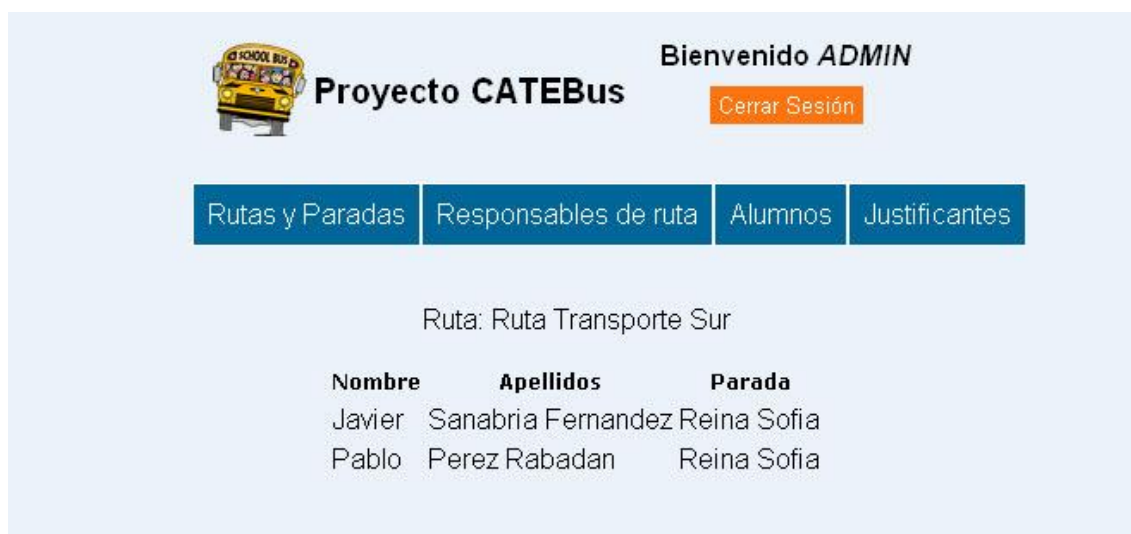 SCHOOL BUS
Proyecto CATEBus
Bienvenido ADMIN
Cerrar Sesión
Rutas y Paradas Responsables de ruta Alumnos Justificantes
Ruta: Ruta Transporte Sur
Nombre Apellidos Parada
Javier Sanabria Fernandez Reina Sofia
Pablo Perez Rabadan Reina Sofia